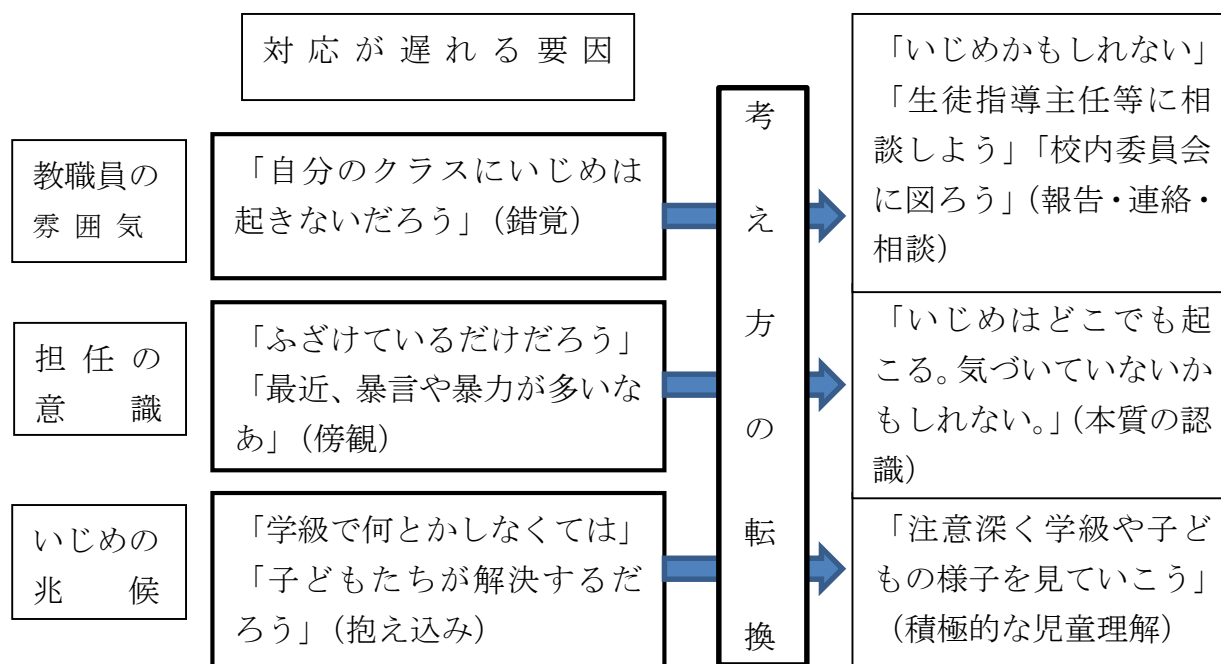 対応が遅れる要因
教職員の
雰囲気
「自分のクラスにいじめは
起きないだろう」（錯覚）
担任の
意識
「ふざけているだけだろう」
「最近、暴言や暴力が多いな
あ」（傍観）
いじめの
兆候
「学級で何とかしなくては」
「子どもたちが解決するだ
ろう」（抱え込み）
考え方の転換
「いじめかもしれない」
「生徒指導主任等に相
談しよう」「校内委員会
に図ろう」（報告・連絡・
相談）
「いじめはどこでも起
こる。気づいていないか
もしれない。」（本質の認
識）
「注意深く学級や子ど
もの様子を見ていこう」
（積極的な児童理解）